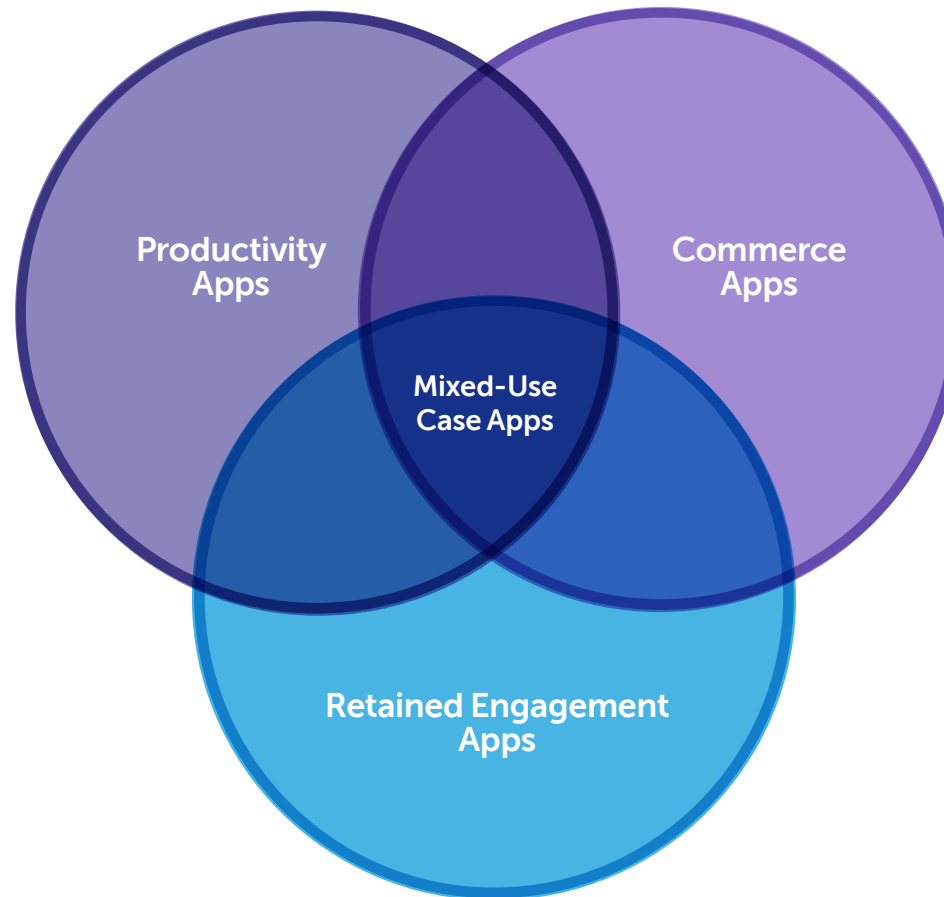 Productivity
Apps
Commerce
Apps
Mixed-Use
Case Apps
Retained Engagement
Apps